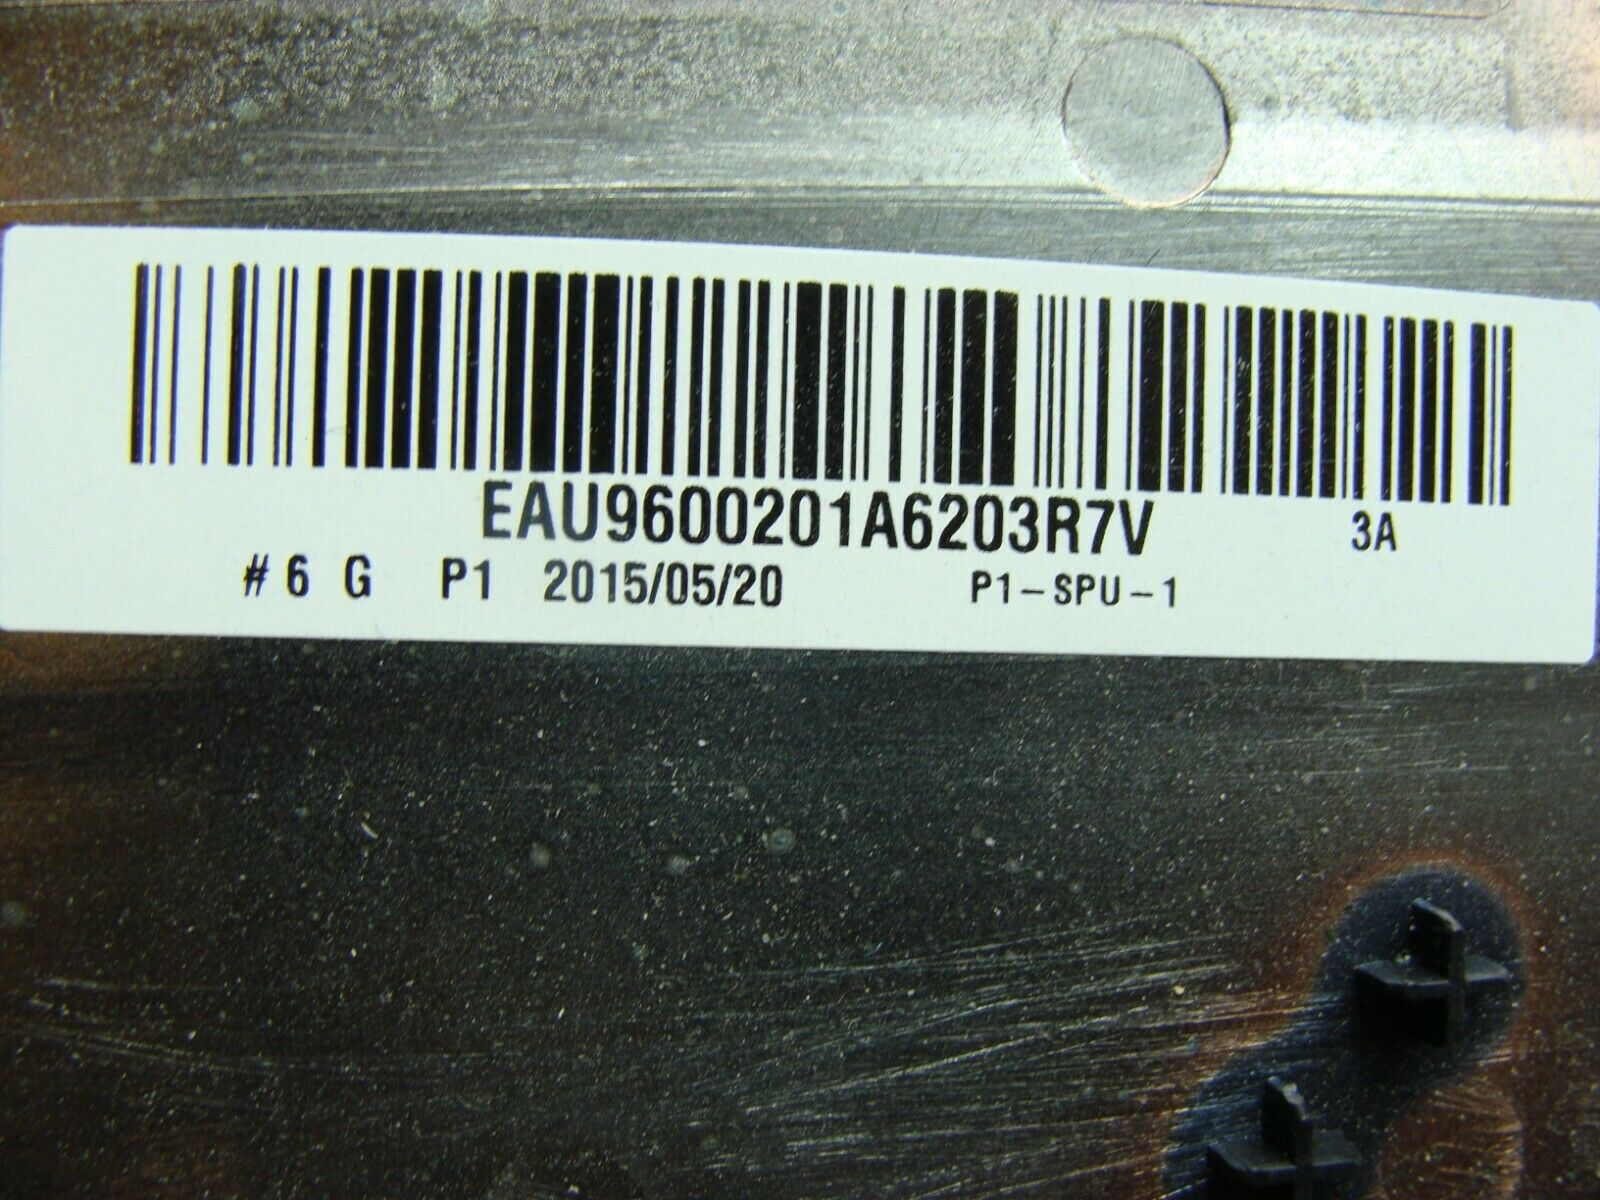 EAU9600201A6203R7V 3A
#6 G P1 2015/05/20 P1-SPU-1